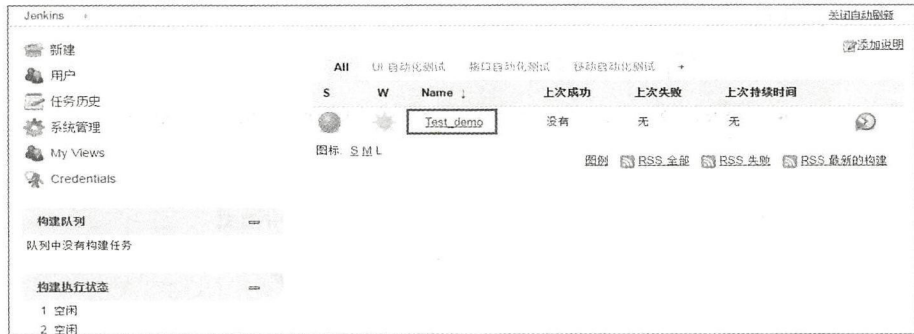 Jenkins
关闭自动刷新
添加说明
新建
用户
任务历史
系统管理
My Views
Credentials
All UI 自动化测试 接口自动化测试 移动自动化测试 +
S W Name ↓ 上次成功 上次失败 上次持续时间
Test_demo 没有 无 无
图标: S M L
图例 RSS 全部 RSS 失败 RSS 最新的构建
构建队列
队列中没有构建任务
构建执行状态
1 空闲
2 空闲